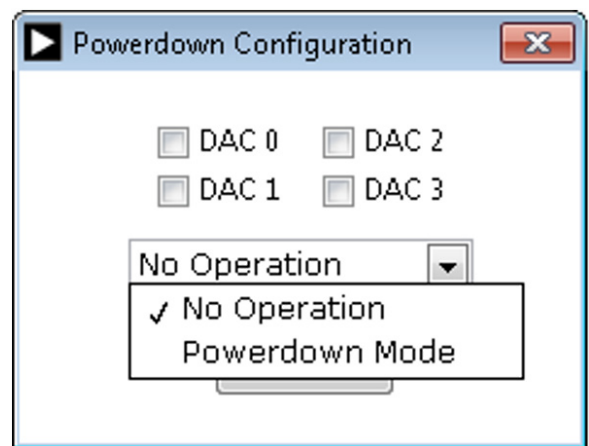 Powerdown Configuration
DAC 0 DAC 2
DAC 1 DAC 3
No Operation
No Operation
Powerdown Mode